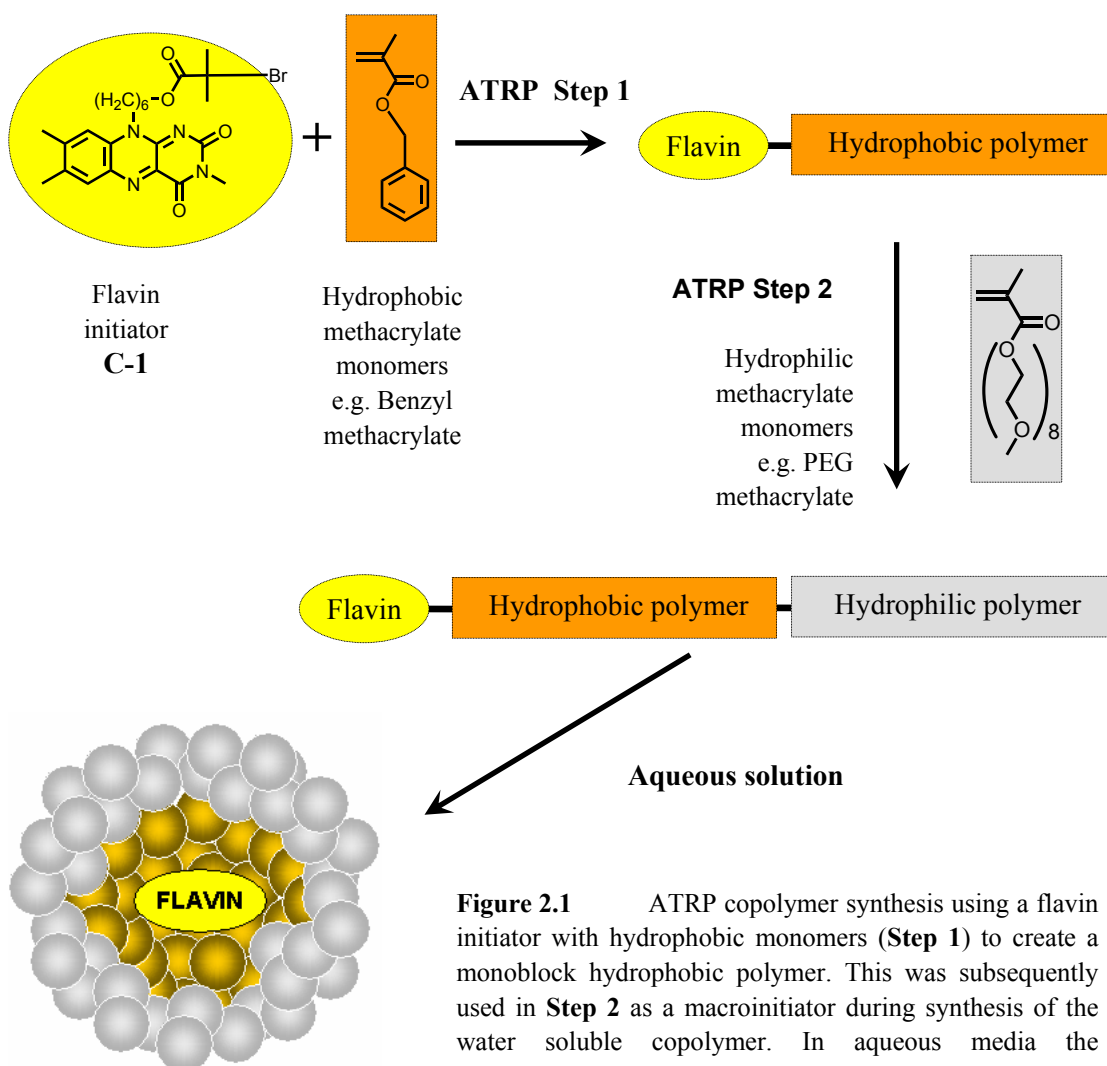 O
O
Br
(H2C)6
N
N
O
N
N
O
+
O
O
ATRP Step 1
Flavin
Hydrophobic polymer
Flavin
initiator
C-1
Hydrophobic
methacrylate
monomers
e.g. Benzyl
methacrylate
ATRP Step 2
Hydrophilic
methacrylate
monomers
e.g. PEG
methacrylate
O
O
O
8
Flavin
Hydrophobic polymer
Hydrophilic polymer
Aqueous solution
FLAVIN
Figure 2.1 ATRP copolymer synthesis using a flavin
initiator with hydrophobic monomers (Step 1) to create a
monoblock hydrophobic polymer. This was subsequently
used in Step 2 as a macroinitiator during synthesis of the
water soluble copolymer. In aqueous media the